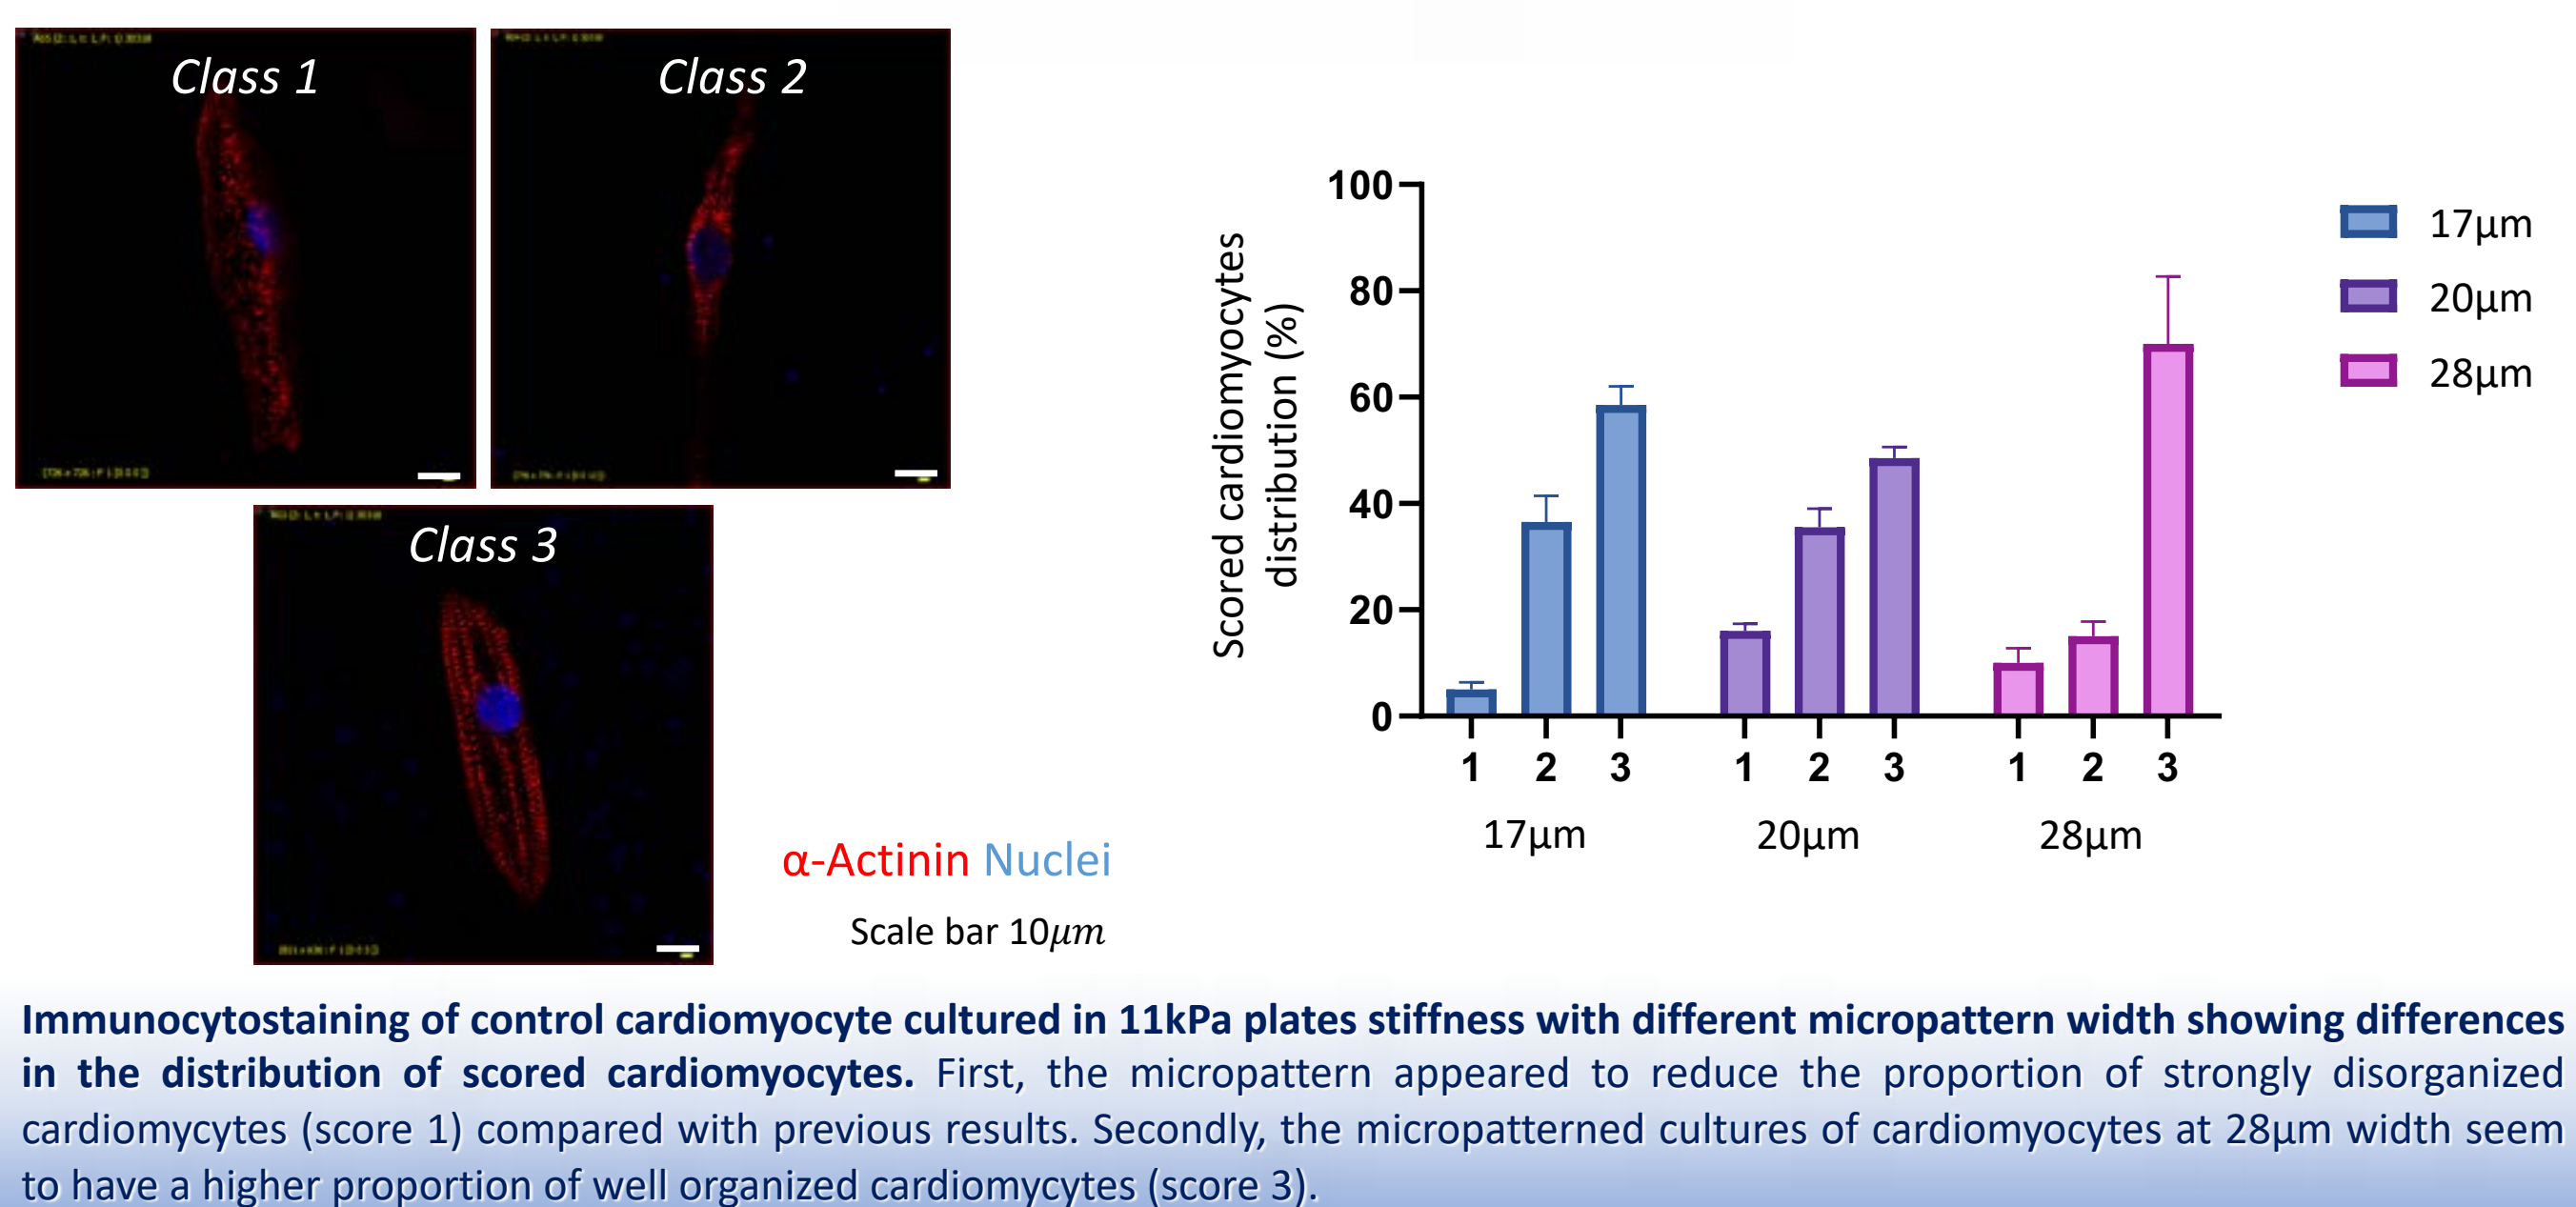 Class 1
Class 2
Class 3
α-Actinin Nuclei
Scale bar 10μm
Scored cardiomyocytes
distribution (%)
100
80
60
40
20
0
1 2 3 1 2 3 1 2 3
17µm 20µm 28µm
17µm
20µm
28µm
Immunocytostaining of control cardiomyocyte cultured in 11kPa plates stiffness with different micropattern width showing differences
in the distribution of scored cardiomyocytes. First, the micropattern appeared to reduce the proportion of strongly disorganized
cardiomycytes (score 1) compared with previous results. Secondly, the micropatterned cultures of cardiomyocytes at 28µm width seem
to have a higher proportion of well organized cardiomycytes (score 3).